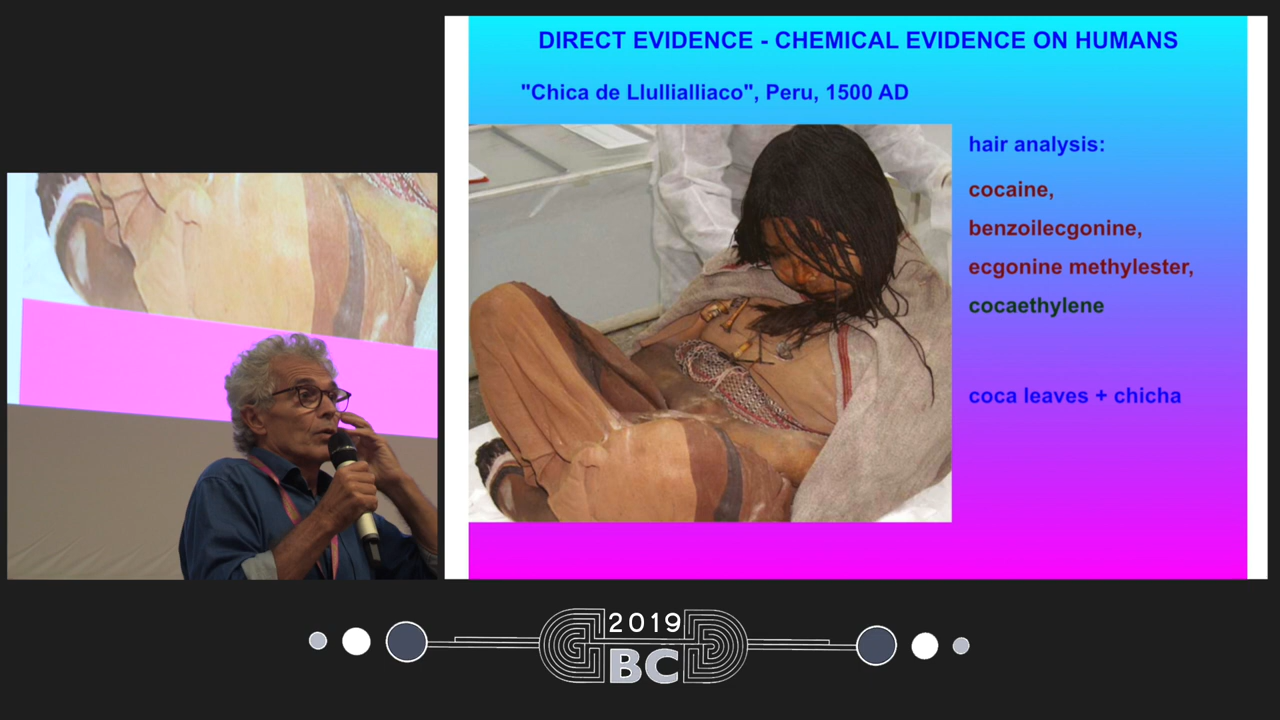 DIRECT EVIDENCE - CHEMICAL EVIDENCE ON HUMANS
"Chica de Llullialliaco", Peru, 1500 AD
hair analysis:
cocaine,
benzoilecgonine,
ecgonine methylester,
cocaethylene
coca leaves + chicha
2019
BC